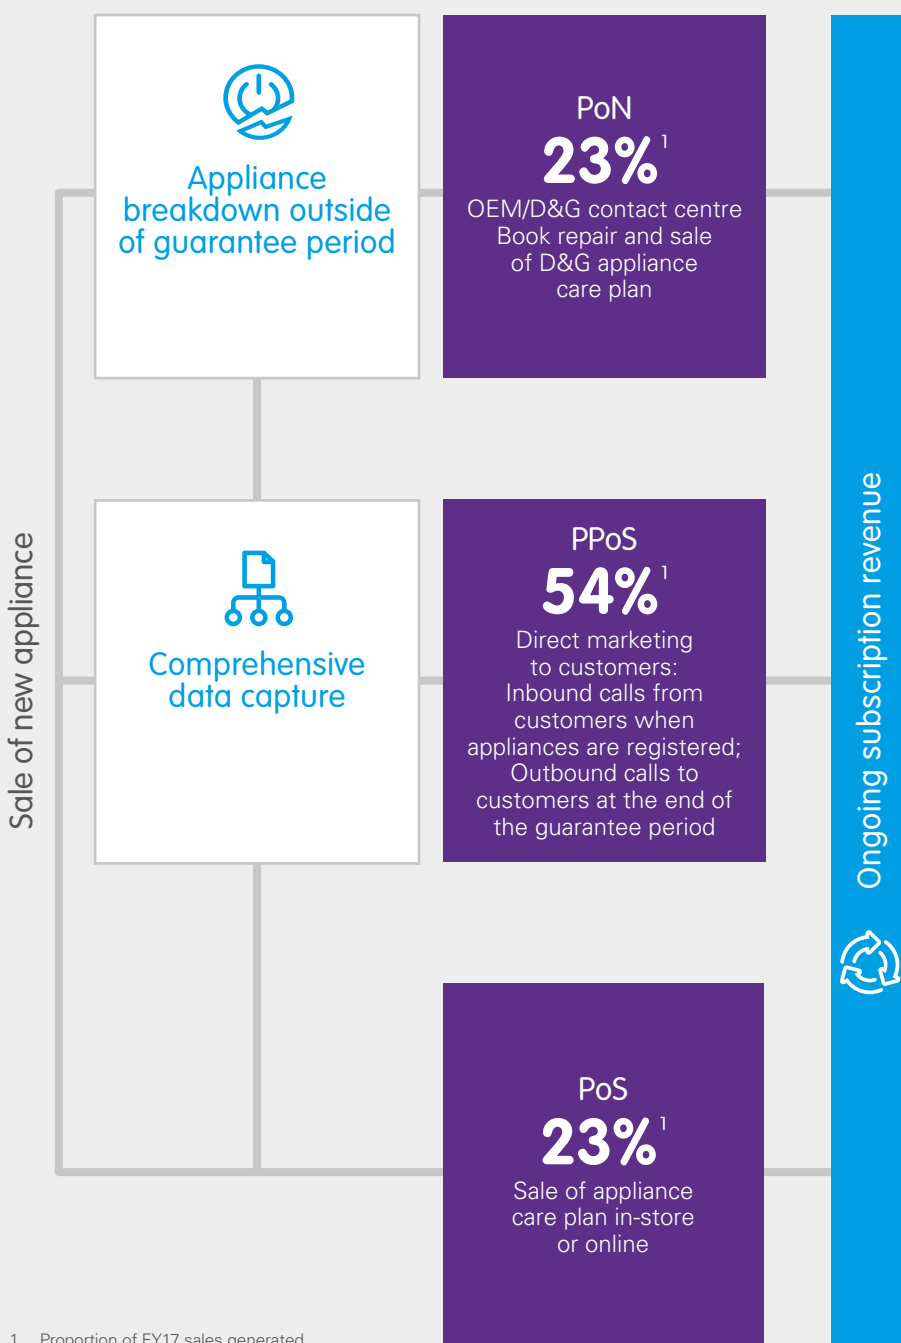 Sale of new appliance
Appliance
breakdown outside
of guarantee period
PoN
23%¹
OEM/D&G contact centre
Book repair and sale
of D&G appliance
care plan
Comprehensive
data capture
PPoS
54%¹
Direct marketing
to customers:
Inbound calls from
customers when
appliances are registered;
Outbound calls to
customers at the end of
the guarantee period
PoS
23%¹
Sale of appliance
care plan in-store
or online
Ongoing subscription revenue
1 Proportion of FY17 sales generated